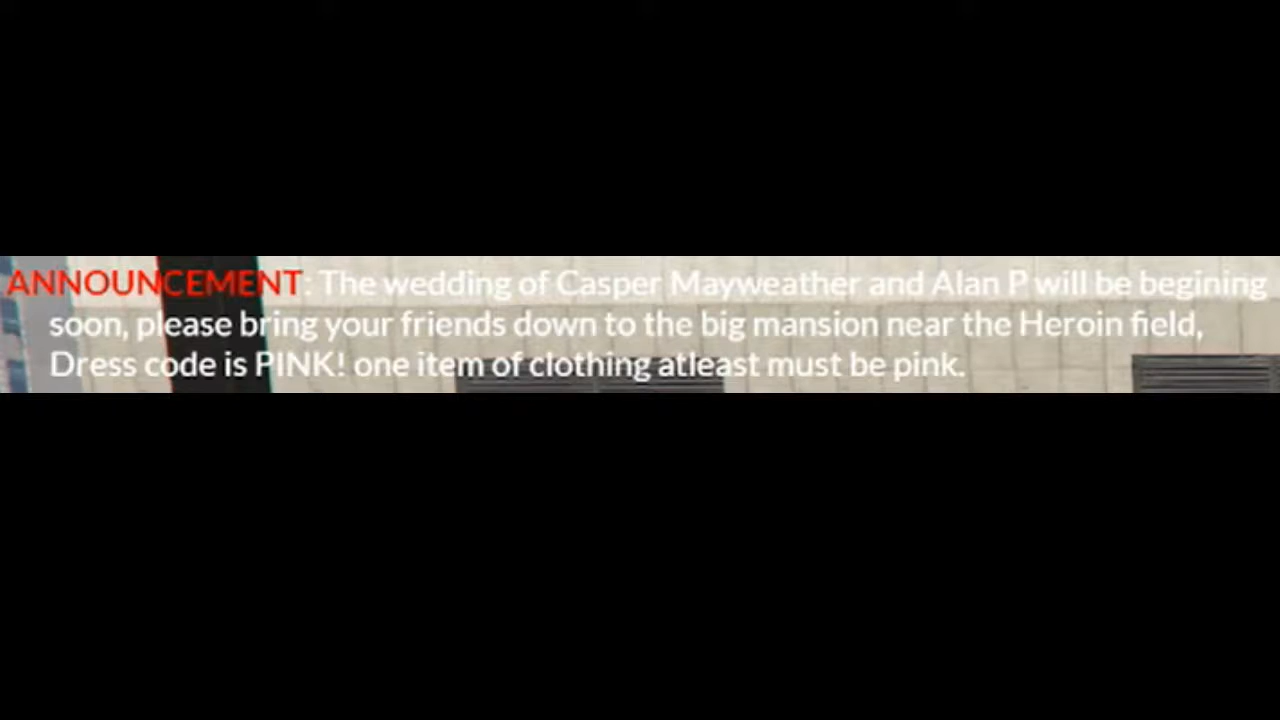 ANNOUNCEMENT: The wedding of Casper Mayweather and Alan P will be begining
soon, please bring your friends down to the big mansion near the Heroin field,
Dress code is PINK! one item of clothing atleast must be pink.